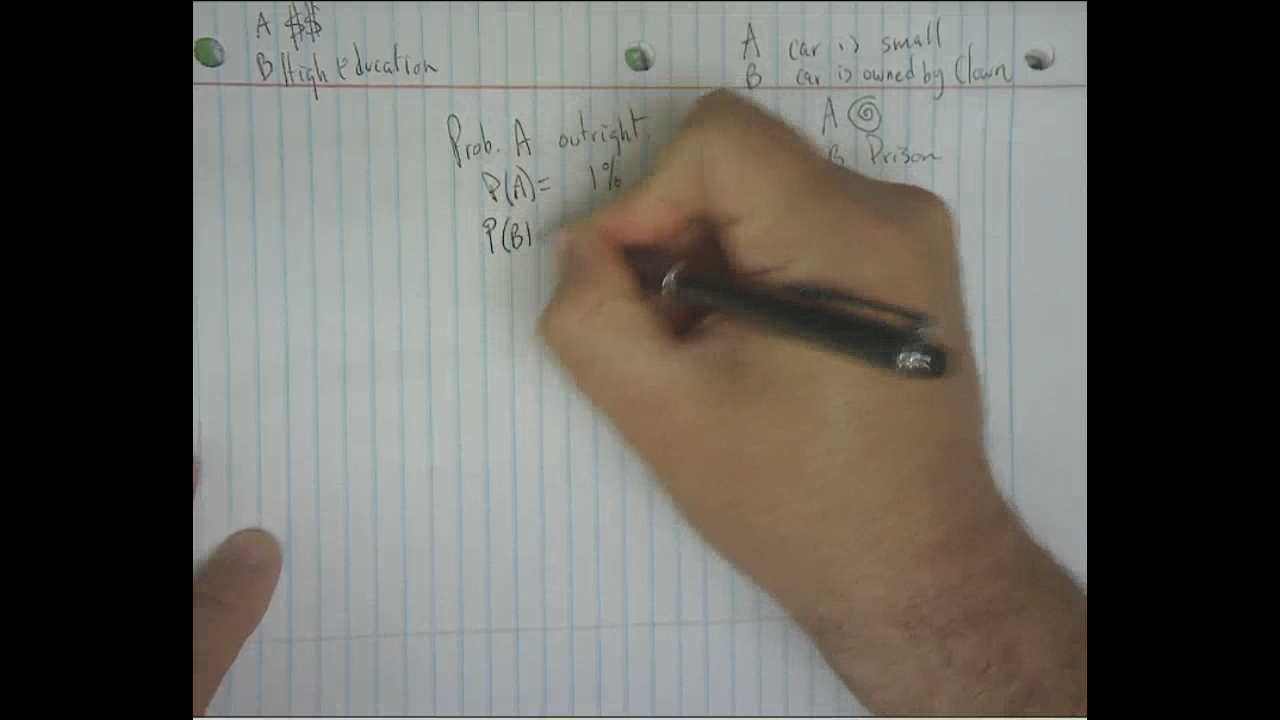 A $$
B High Education
A car is small
B car is owned by Clown
A
B Prison
Prob. A outright.
P(A) = 1%
P(B)